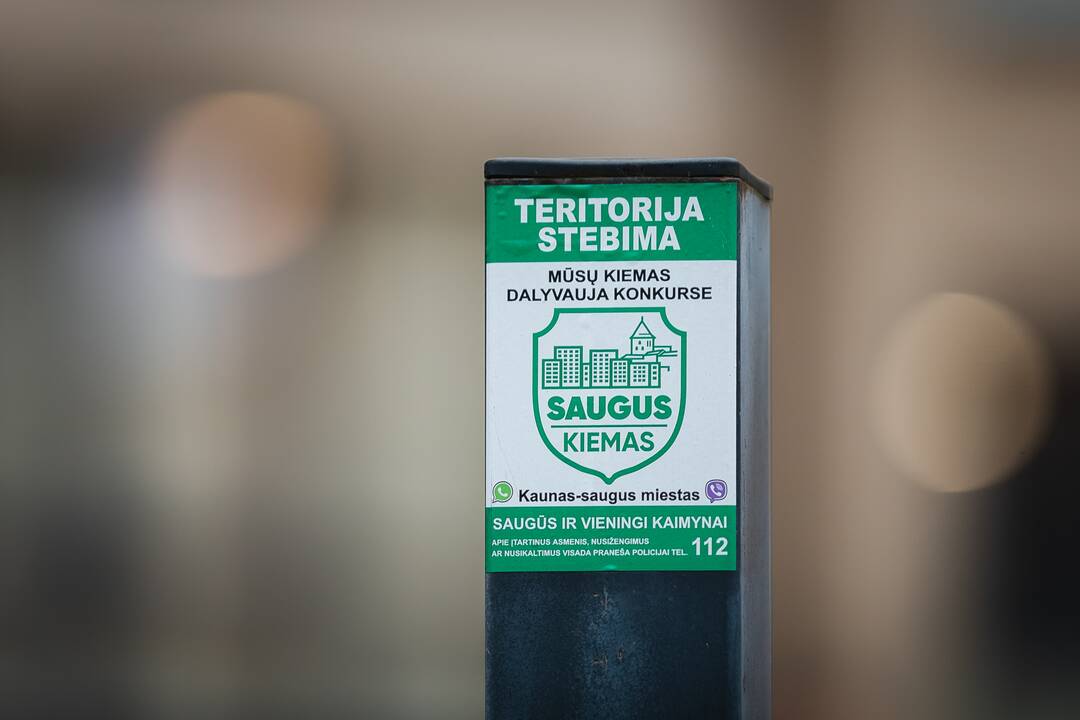 TERITORIJA
STEBIMA
MŪSŲ KIEMAS
DALYVAUJA KONKURSE
SAUGUS
KIEMAS
Kaunas-saugus miestas
SAUGŪS IR VIENINGI KAIMYNAI
APIE ĮTARTINUS ASMENIS, NUSIŽENGIMUS
AR NUSIKALTIMUS VISADA PRANEŠA POLICIJAI TEL. 112